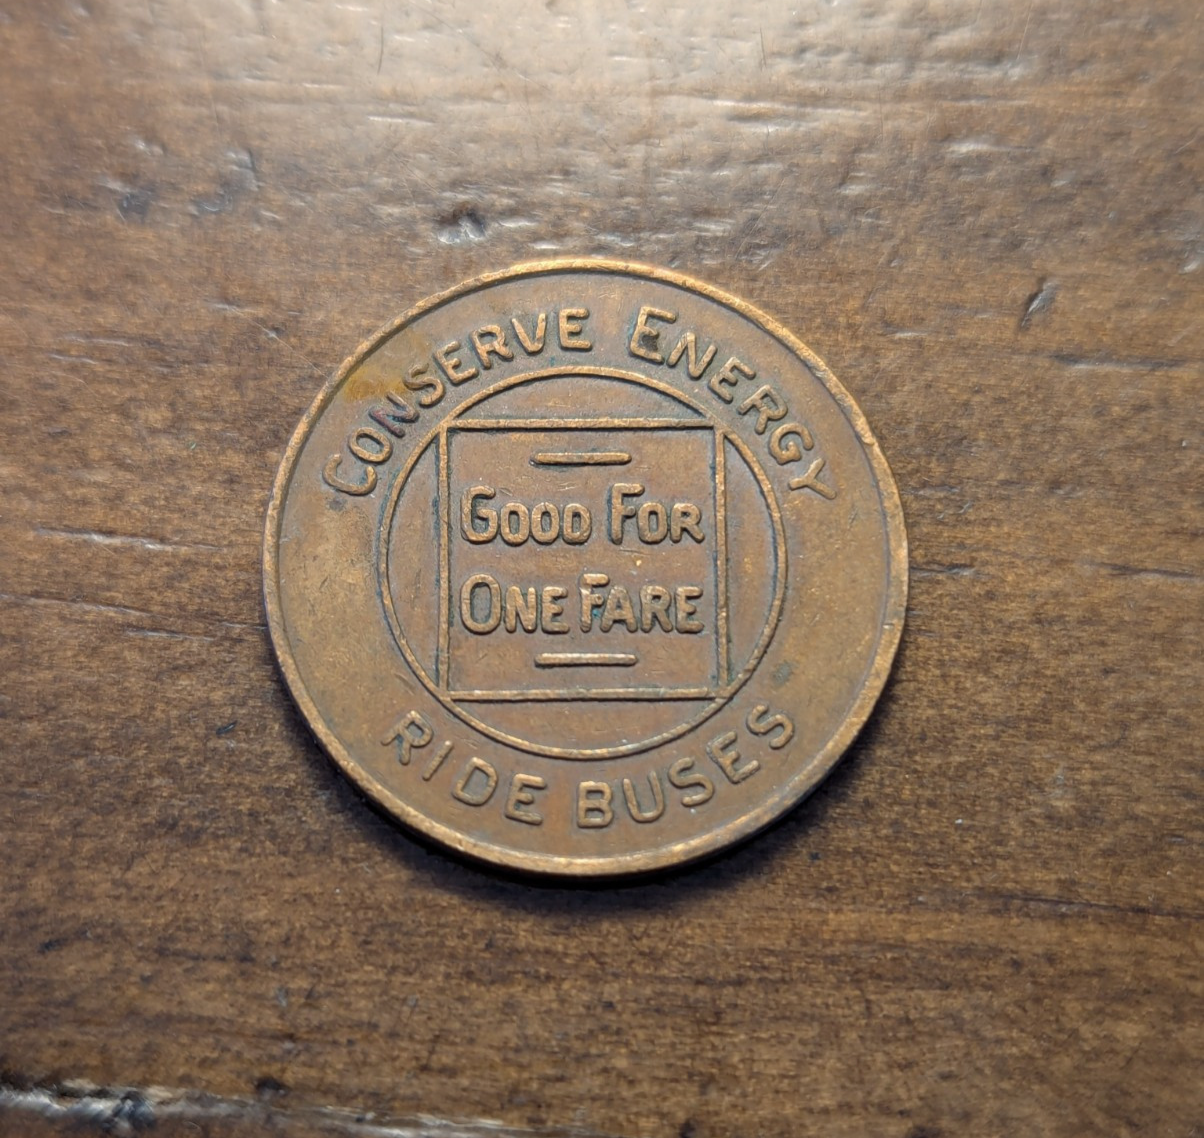 CONSERVE ENERGY
GOOD FOR
ONE FARE
RIDE BUSES